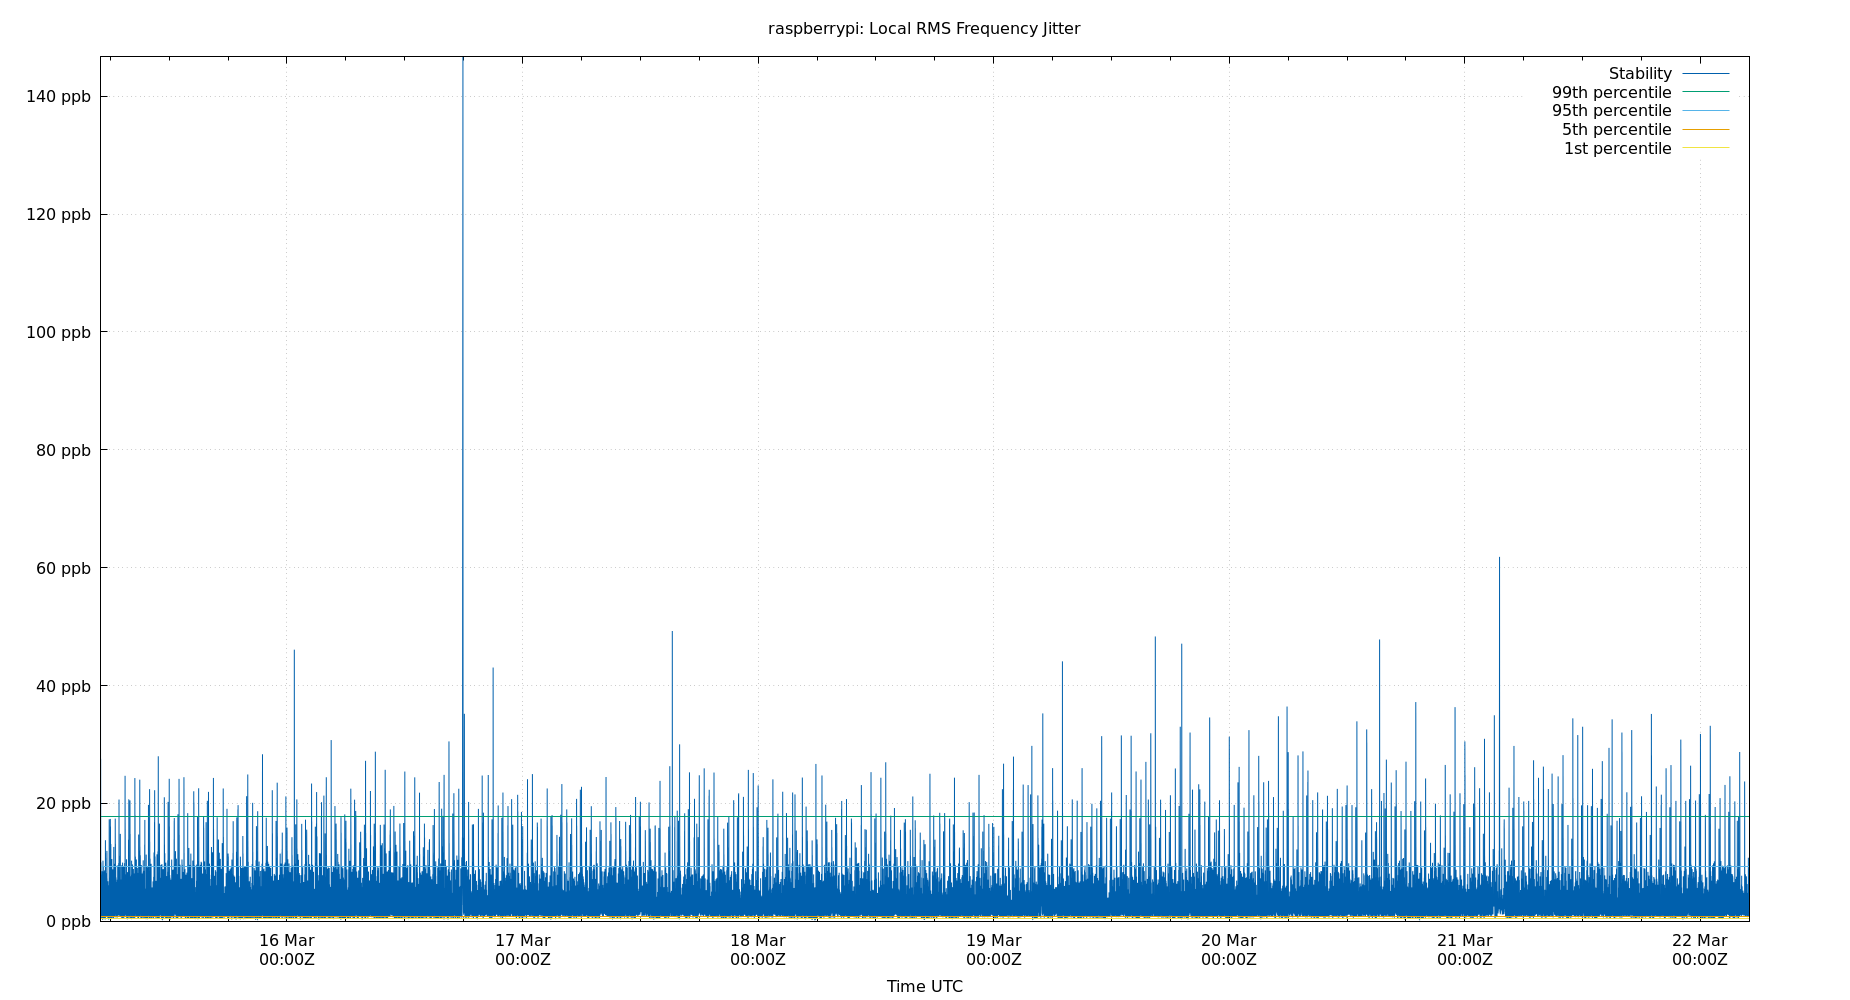 raspberrypi: Local RMS Frequency Jitter
Stability
99th percentile
95th percentile
5th percentile
1st percentile
140 ppb
120 ppb
100 ppb
80 ppb
60 ppb
40 ppb
20 ppb
0 ppb
16 Mar 17 Mar 18 Mar 19 Mar 20 Mar 21 Mar 22 Mar
00:00Z 00:00Z 00:00Z 00:00Z 00:00Z 00:00Z 00:00Z
Time UTC